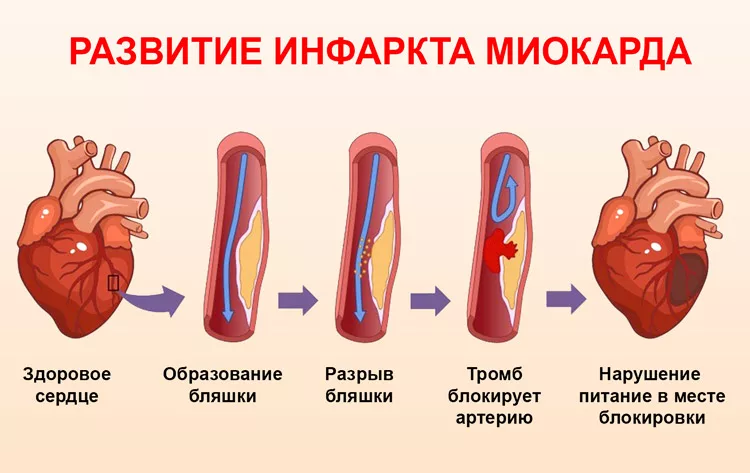 РАЗВИТИЕ ИНФАРКТА МИОКАРДА
Здоровое
сердце
Образование
бляшки
Разрыв
бляшки
Тромб
блокирует
артерию
Нарушение
питание в месте
блокировки